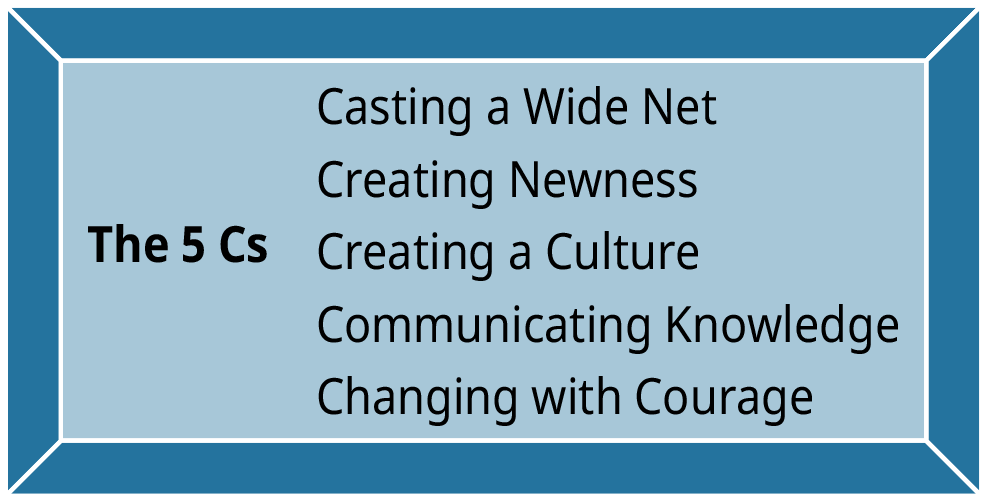 The 5 Cs
Casting a Wide Net
Creating Newness
Creating a Culture
Communicating Knowledge
Changing with Courage